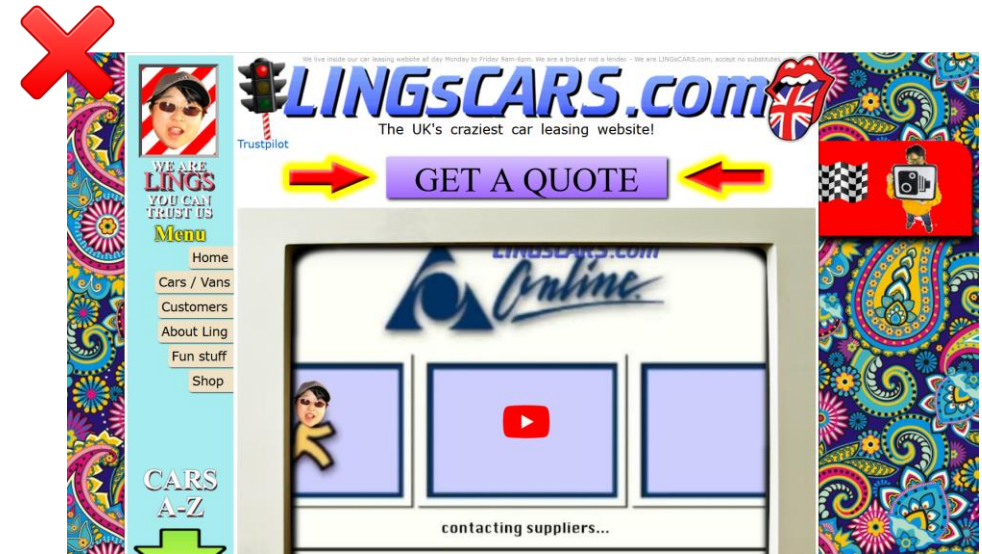 We live inside our car leasing website all day Monday to Friday 9am-6pm. We are a broker not a lender - We are LINGsCARS.com, accept no substitutes
LINGsCARS.com
The UK's craziest car leasing website!
Trustpilot
GET A QUOTE
WE ARE
LINGS
YOU CAN
TRUST US
Menu
Home
Cars / Vans
Customers
About Ling
Fun stuff
Shop
CARS
A-Z
LINGsCARS.com
Online
contacting suppliers...